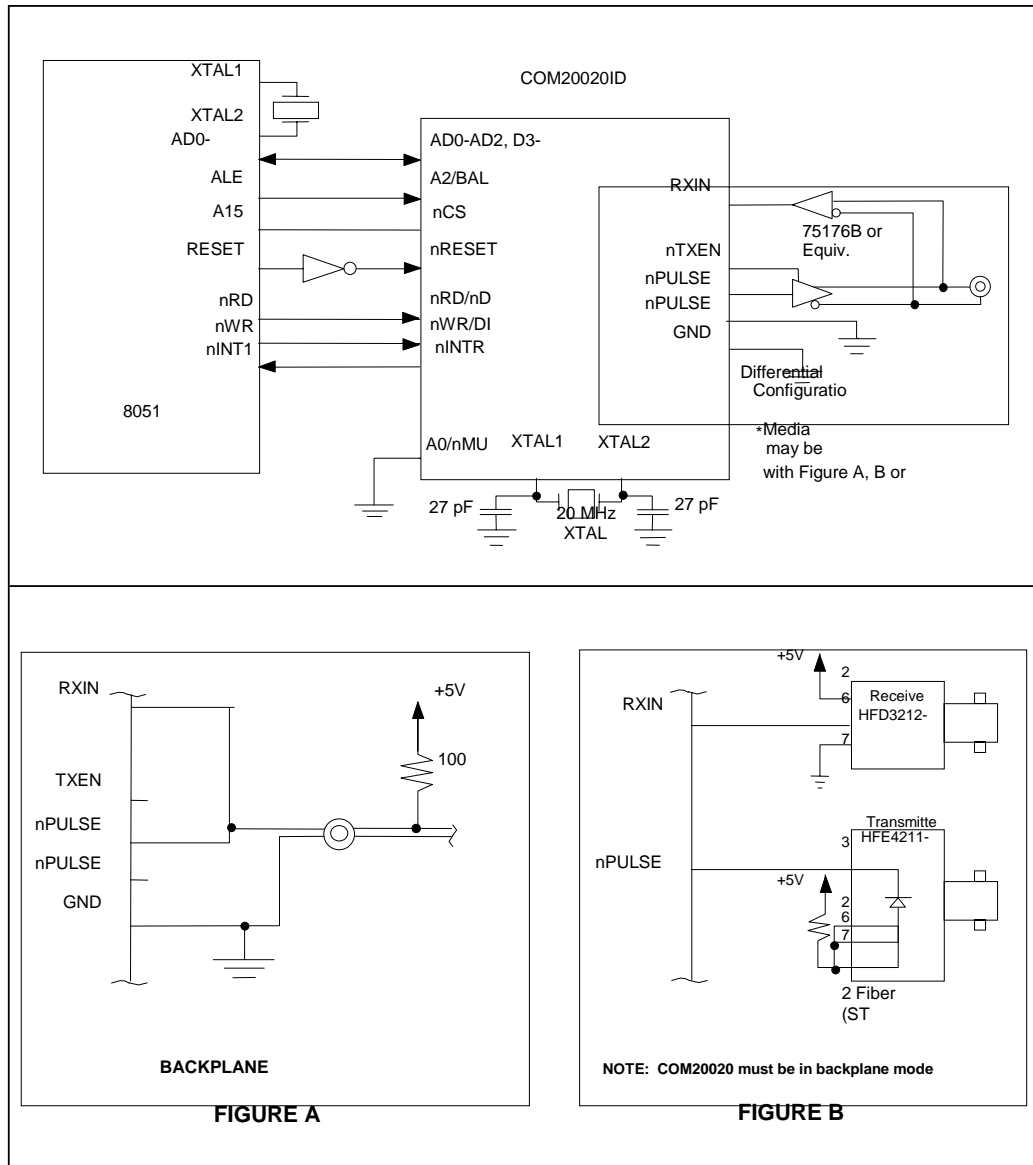 COM20020ID
XTAL1
XTAL2
AD0-
ALE
A15
RESET
nRD
nWR
nINT1
8051
AD0-AD2, D3-
A2/BAL
nCS
nRESET
nRD/nD
nWR/DI
nINTR
A0/nMU
XTAL1
XTAL2
RXIN
nTXEN
nPULSE
nPULSE
GND
75176B or
Equiv.
Differential
Configuratio
*Media
may be
with Figure A, B or
27 pF
20 MHz
XTAL
27 pF
RXIN
TXEN
nPULSE
nPULSE
GND
+5V
100
BACKPLANE
FIGURE A
RXIN
nPULSE
+5V
2
6
7
Receive
HFD3212-
Transmitte
HFE4211-
3
+5V
2
6
7
2 Fiber
(ST
NOTE: COM20020 must be in backplane mode
FIGURE B